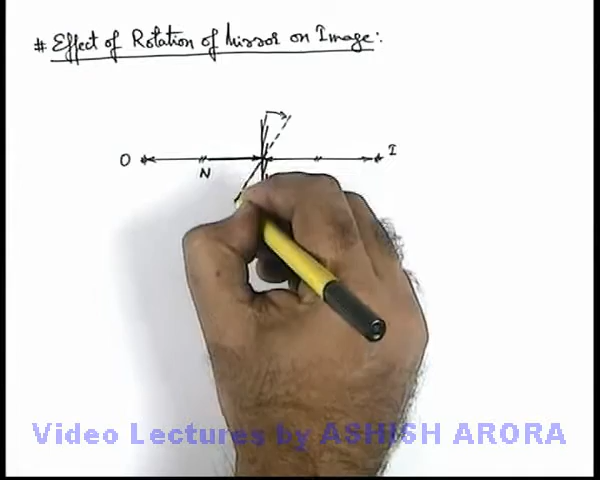 # Effect of Rotation of Mirror on Image :
O I
N
Video Lectures by ASHISH ARORA